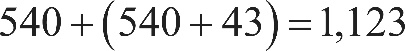 540 + (540 + 43) = 1,123